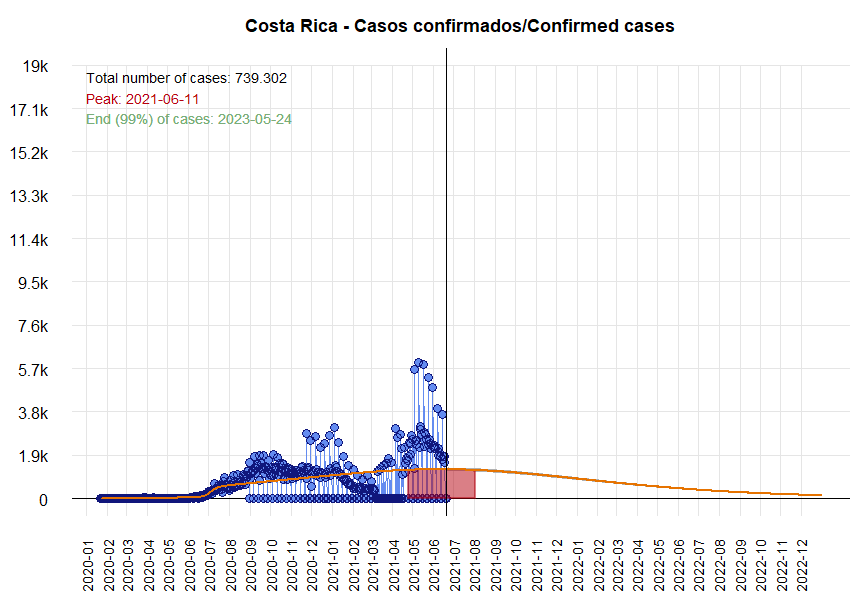 Costa Rica - Casos confirmados/Confirmed cases
19k
Total number of cases: 739.302
Peak: 2021-06-11
17.1k
End (99%) of cases: 2023-05-24
15.2k
13.3k
11.4k
9.5k
7.6k
5.7k
3.8k
1.9k
0
2020-01
2020-02
2020-03
2020-04
2020-05
2020-06
2020-07
2020-08
2020-09
2020-10
2020-11
2020-12
2021-01
2021-02
2021-03
2021-04
2021-05
2021-06
2021-07
2021-08
2021-09
2021-10
2021-11
2021-12
2022-01
2022-02
2022-03
2022-04
2022-05
2022-06
2022-07
2022-08
2022-09
2022-10
2022-11
2022-12